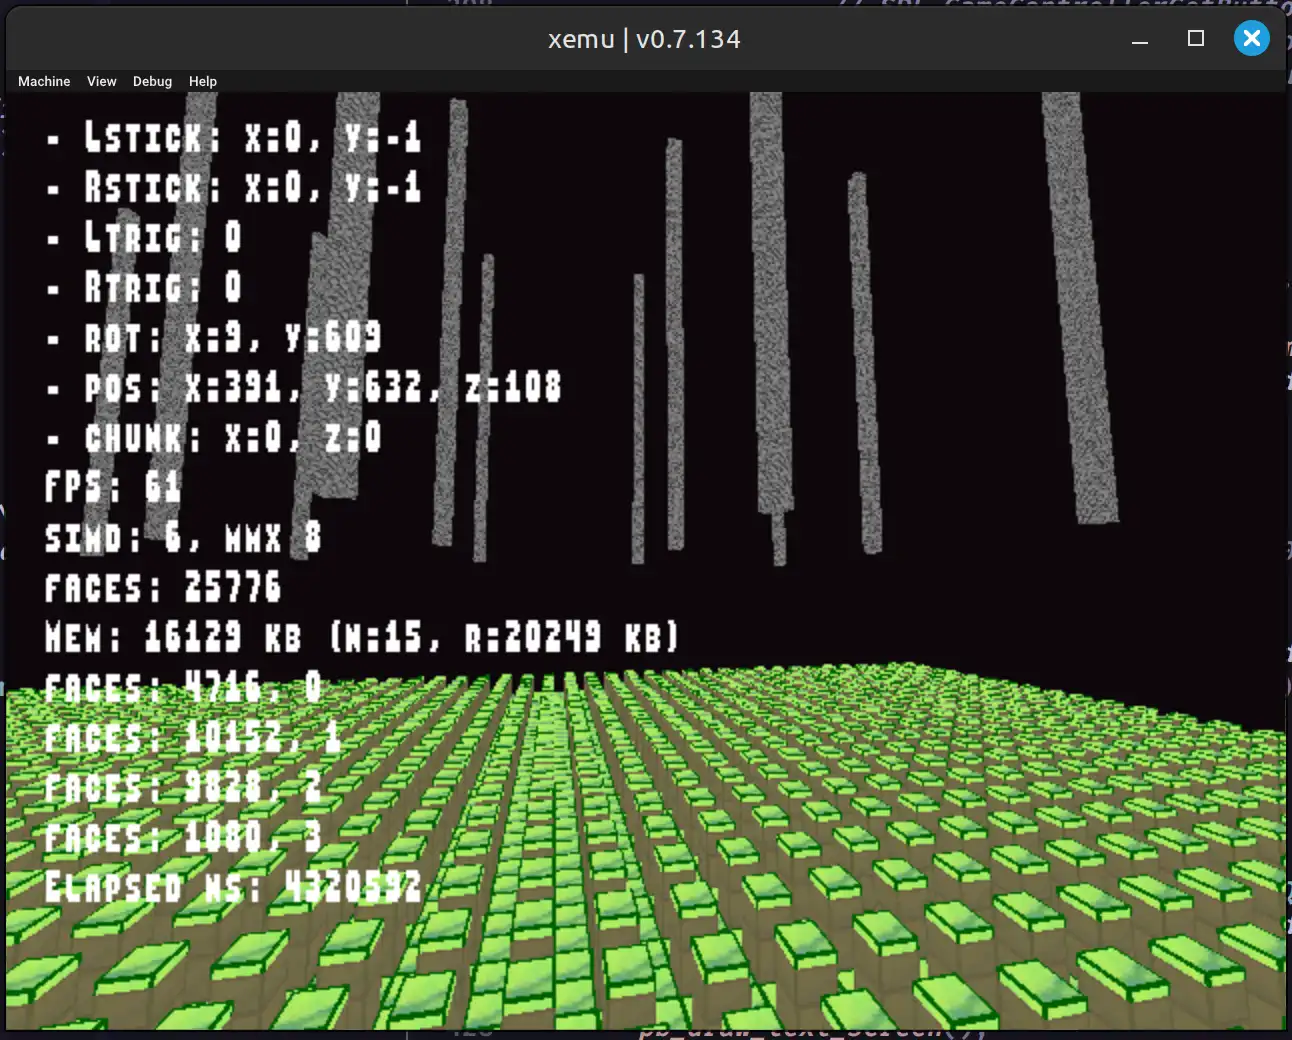 xemu | v0.7.134
Machine View Debug Help
- LSTICK: X:0, Y:-1
- RSTICK: X:0, Y:-1
- LTRIG: 0
- RTRIG: 0
- ROT: X:9, Y:609
- POS: X:391, Y:632, Z:108
- CHUNK: X:0, Z:0
FPS: 61
SIMD: 6, MMX 8
FACES: 25776
MEM: 16129 KB (N:15, R:20249 KB)
FACES: 4716, 0
FACES: 10152, 1
FACES: 9828, 2
FACES: 1080, 3
ELAPSED NS: 4320592